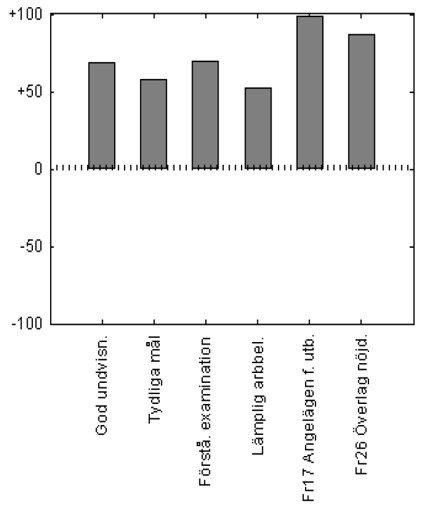 +100
+50
0
-50
-100
God undvisn.
Tydliga mål
Förstå. examination
Lämplig arbbel.
Fr17 Angelägen f. utb.
Fr26 Överlag nöjd.